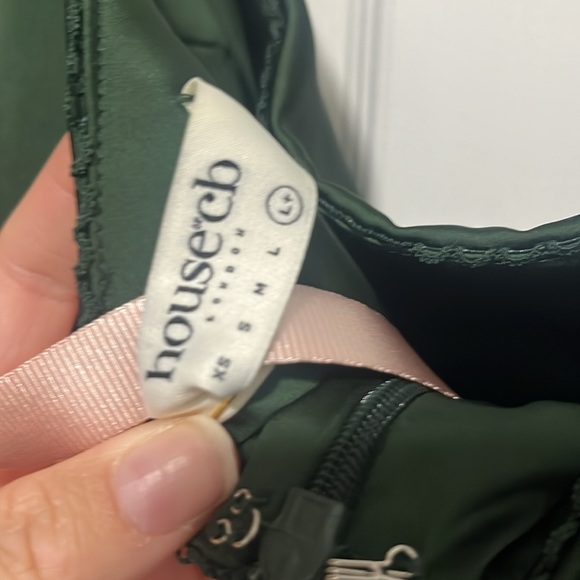 house of cb
LONDON
XS S M L L+